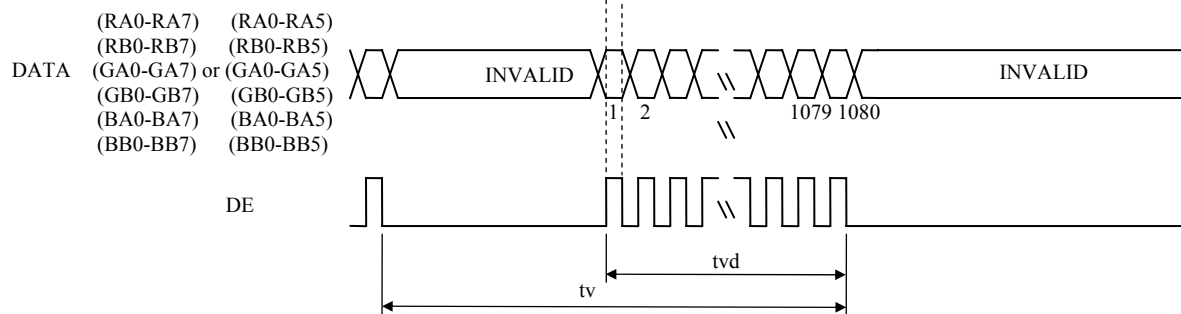 (RA0-RA7) (RA0-RA5)
(RB0-RB7) (RB0-RB5)
DATA (GA0-GA7) or (GA0-GA5) INVALID INVALID
(GB0-GB7) (GB0-GB5)
(BA0-BA7) (BA0-BA5) 1 2 1079 1080
(BB0-BB7) (BB0-BB5)
DE
tvd
tv